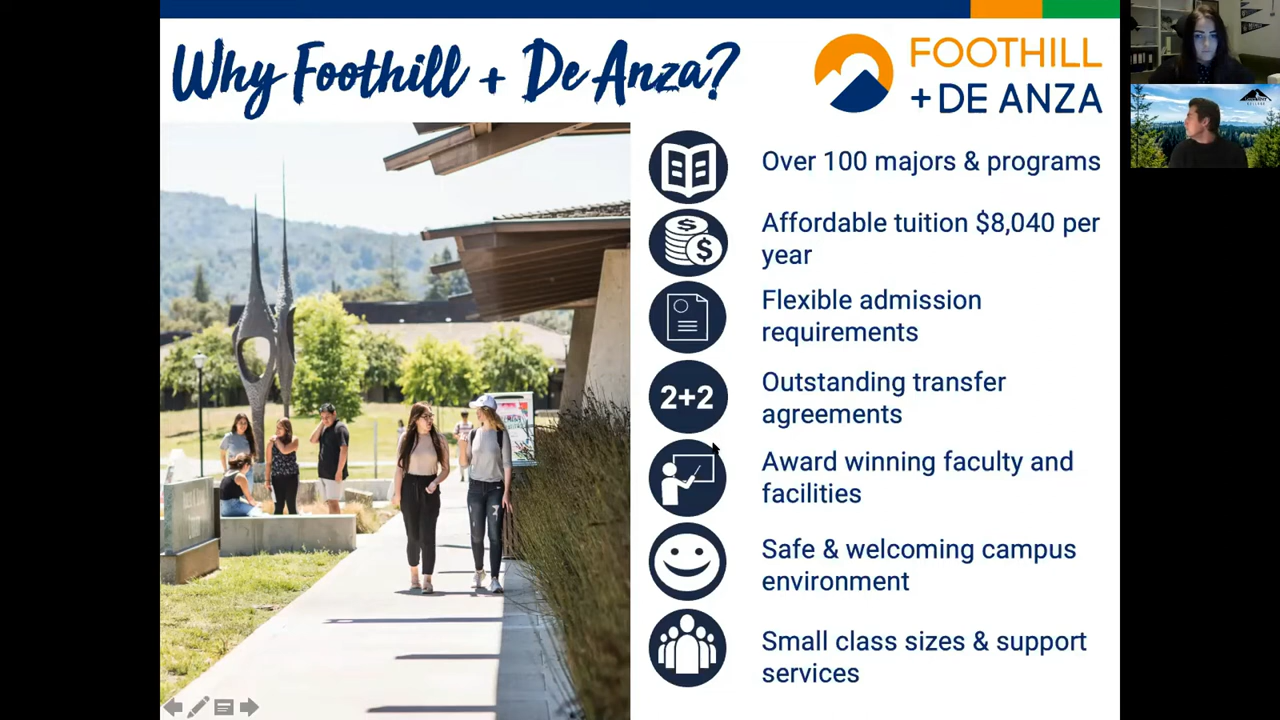 Why Foothill + De Anza?
FOOTHILL
+DE ANZA
Over 100 majors & programs
Affordable tuition $8,040 per
year
Flexible admission
requirements
2+2
Outstanding transfer
agreements
Award winning faculty and
facilities
Safe & welcoming campus
environment
Small class sizes & support
services